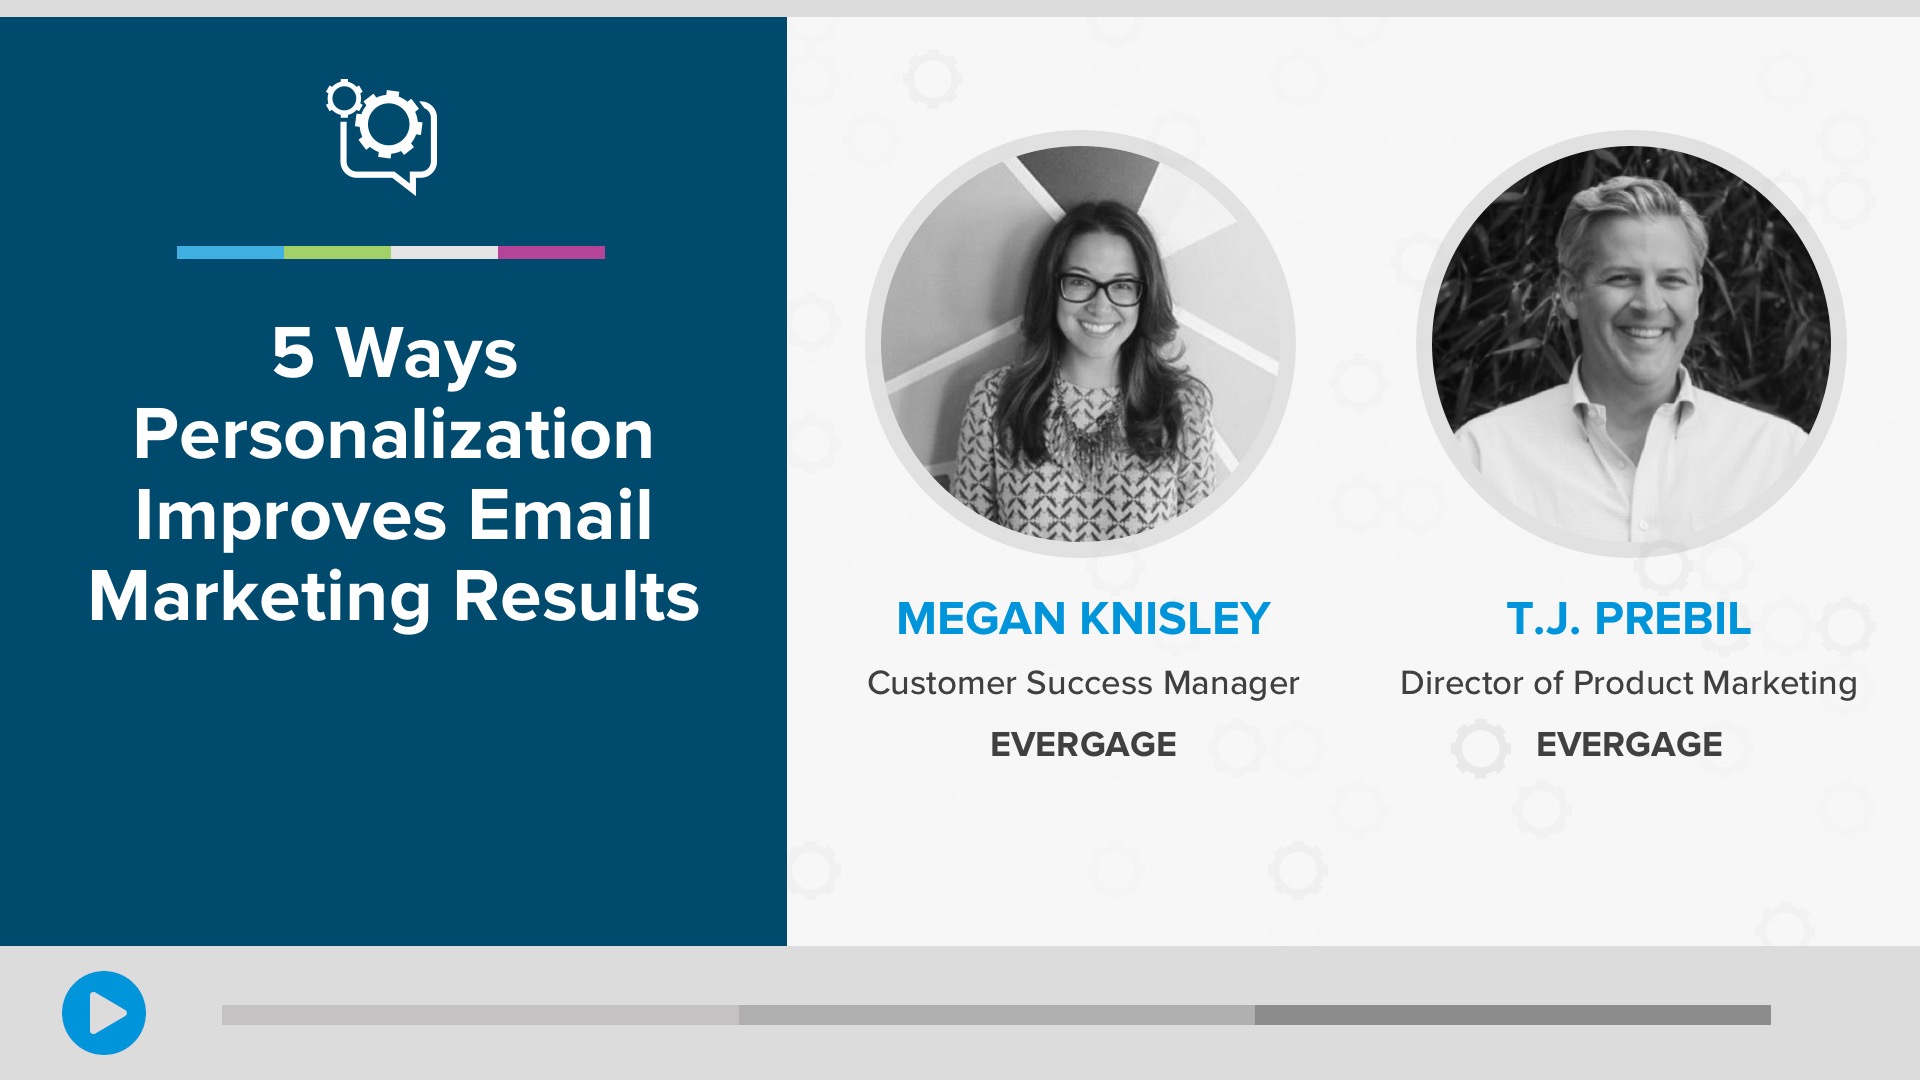 5 Ways
Personalization
Improves Email
Marketing Results
MEGAN KNISLEY
Customer Success Manager
EVERGAGE
T.J. PREBIL
Director of Product Marketing
EVERGAGE